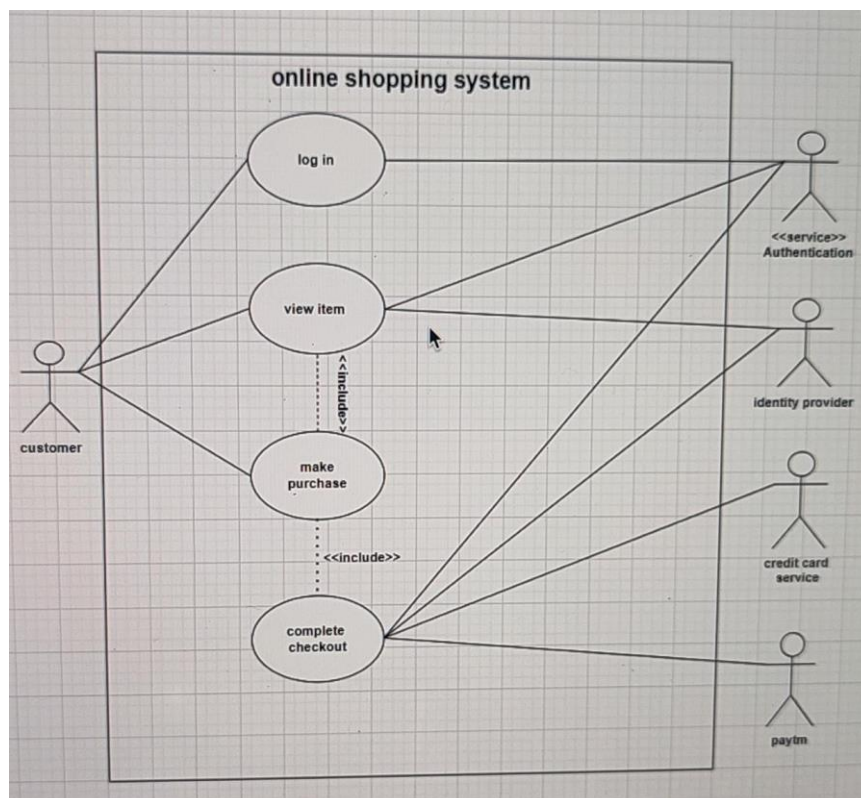 online shopping system
log in
<<service>>
Authentication
view item
<<include>>
identity provider
customer
make
purchase
credit card
service
<<include>>
complete
checkout
paytm